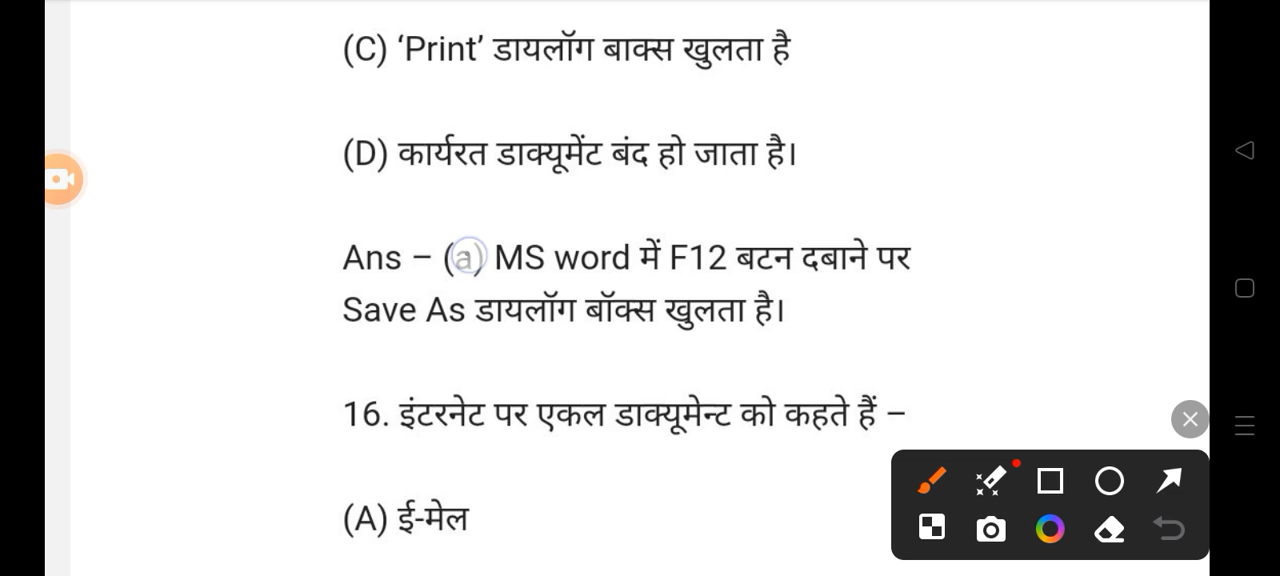 (C) ‘Print’ डायलॉग बाक्स खुलता है
(D) कार्यरत डाक्यूमेंट बंद हो जाता है।
Ans – (a) MS word में F12 बटन दबाने पर
Save As डायलॉग बॉक्स खुलता है।
16. इंटरनेट पर एकल डाक्यूमेन्ट को कहते हैं –
(A) ई-मेल